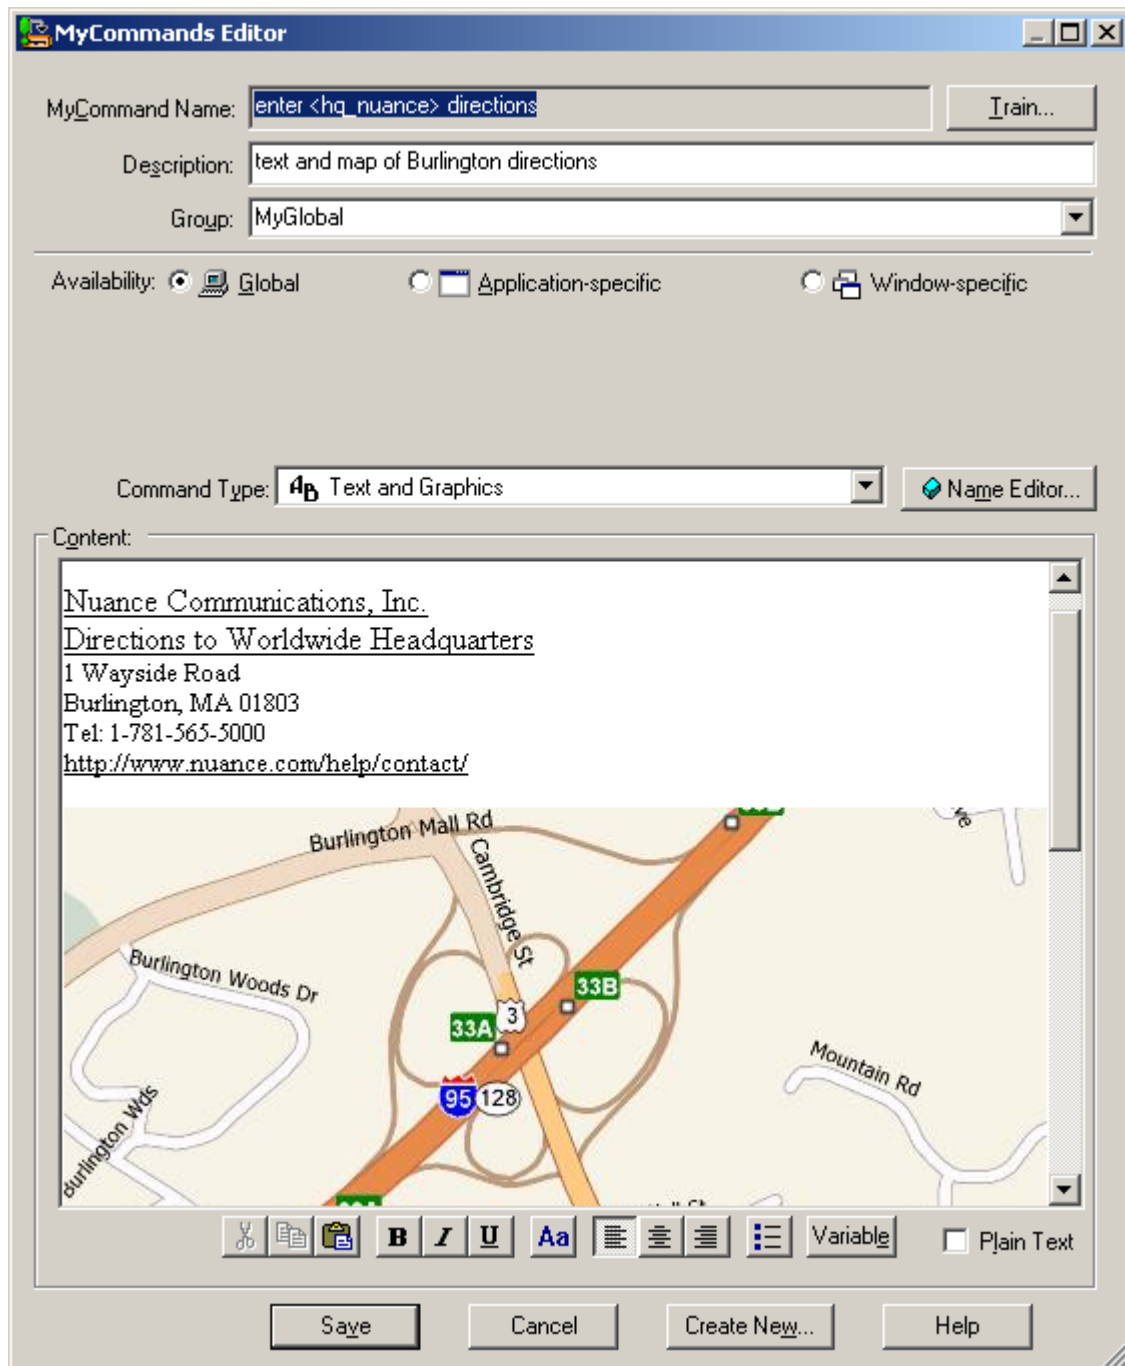 MyCommands Editor
MyCommand Name: enter <hq_nuance> directions Train...
Description: text and map of Burlington directions
Group: MyGlobal
Availability: Global Application-specific Window-specific
Command Type: AB Text and Graphics Name Editor...
Content:
Nuance Communications, Inc.
Directions to Worldwide Headquarters
1 Wayside Road
Burlington, MA 01803
Tel: 1-781-565-5000
http://www.nuance.com/help/contact/
Burlington Mall Rd
Cambridge St
Burlington Woods Dr
33B
3
33A
95 128
Mountain Rd
Burlington Wds
B I U Aa Variable Plain Text
Save Cancel Create New... Help